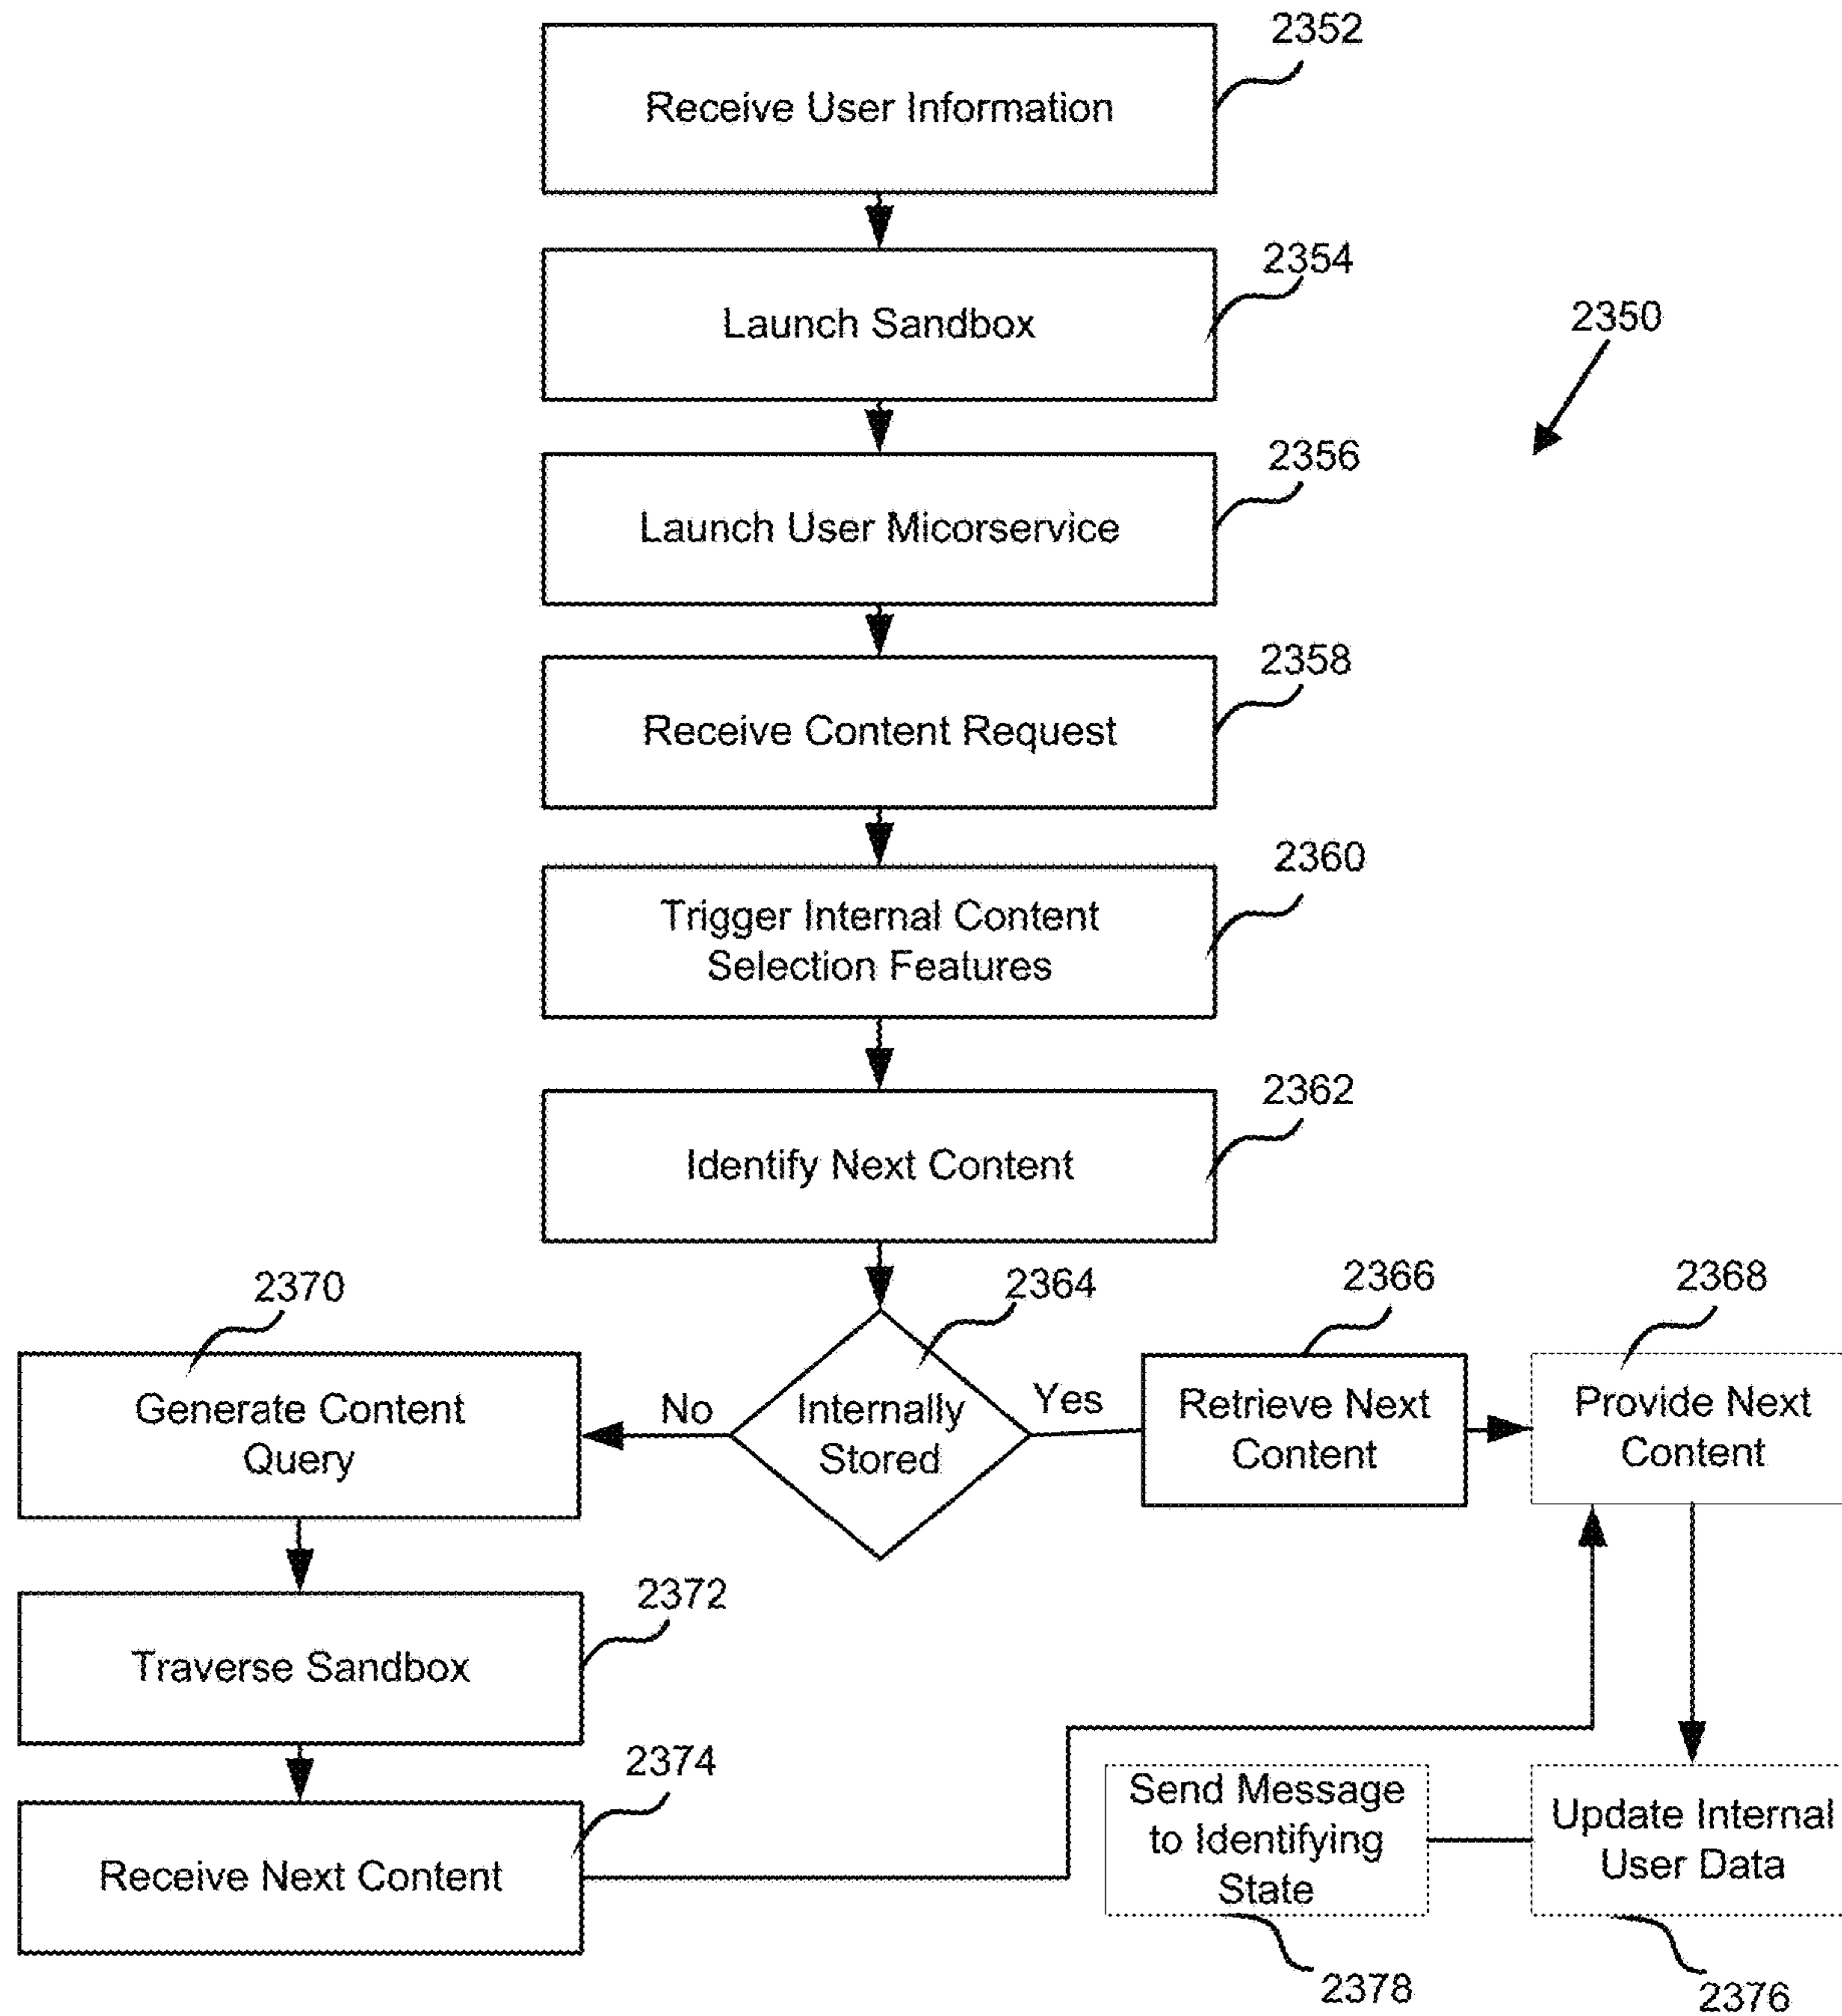 2352
Receive User Information
2354
Launch Sandbox
2350
2356
Launch User Micorservice
2358
Receive Content Request
2360
Trigger Internal Content
Selection Features
2362
Identify Next Content
2364
2366
2368
2370
Generate Content
Query
No
Internally
Stored
Yes
Retrieve Next
Content
Provide Next
Content
2372
Traverse Sandbox
2374
Receive Next Content
Send Message
to Identifying
State
Update Internal
User Data
2378
2376